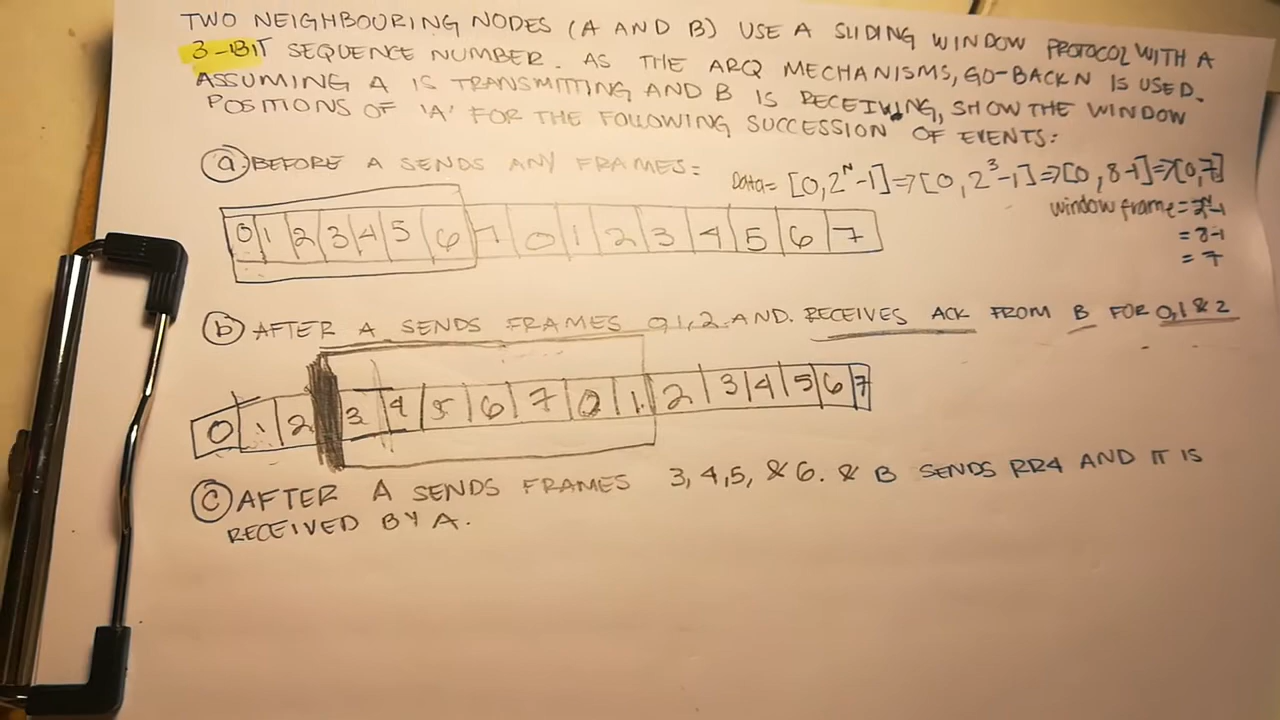 TWO NEIGHBOURING NODES (A AND B) USE A SLIDING WINDOW PROTOCOL WITH A
3-BIT SEQUENCE NUMBER. AS THE ARQ MECHANISMS, GO-BACK N IS USED.
ASSUMING A IS TRANSMITTING AND B IS RECEIVING, SHOW THE WINDOW
POSITIONS OF 'A' FOR THE FOLLOWING SUCCESSION OF EVENTS:
(a) BEFORE A SENDS ANY FRAMES:
Data = [0, 2^N -1] => [0, 2^3 -1] => [0, 8-1] => [0,7]
window frame = 2^N-1
= 8-1
= 7
0 1 2 3 4 5 6 7 0 1 2 3 4 5 6 7
(b) AFTER A SENDS FRAMES 0,1,2. AND. RECEIVES ACK FROM B FOR 0,1 & 2
0 1 2 3 4 5 6 7 0 1 2 3 4 5 6 7
(c) AFTER A SENDS FRAMES 3, 4, 5, & 6. & B SENDS RR4 AND IT IS
RECEIVED BY A.